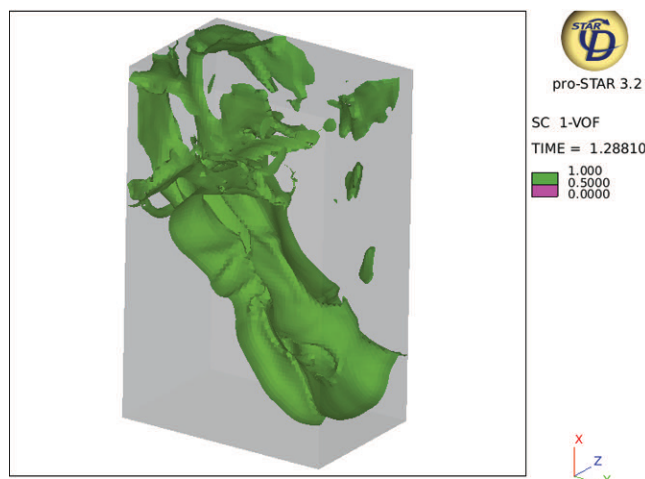 STAR
CD
pro-STAR 3.2
SC 1-VOF
TIME = 1.28810
1.000
0.5000
0.0000
X
Z
Y